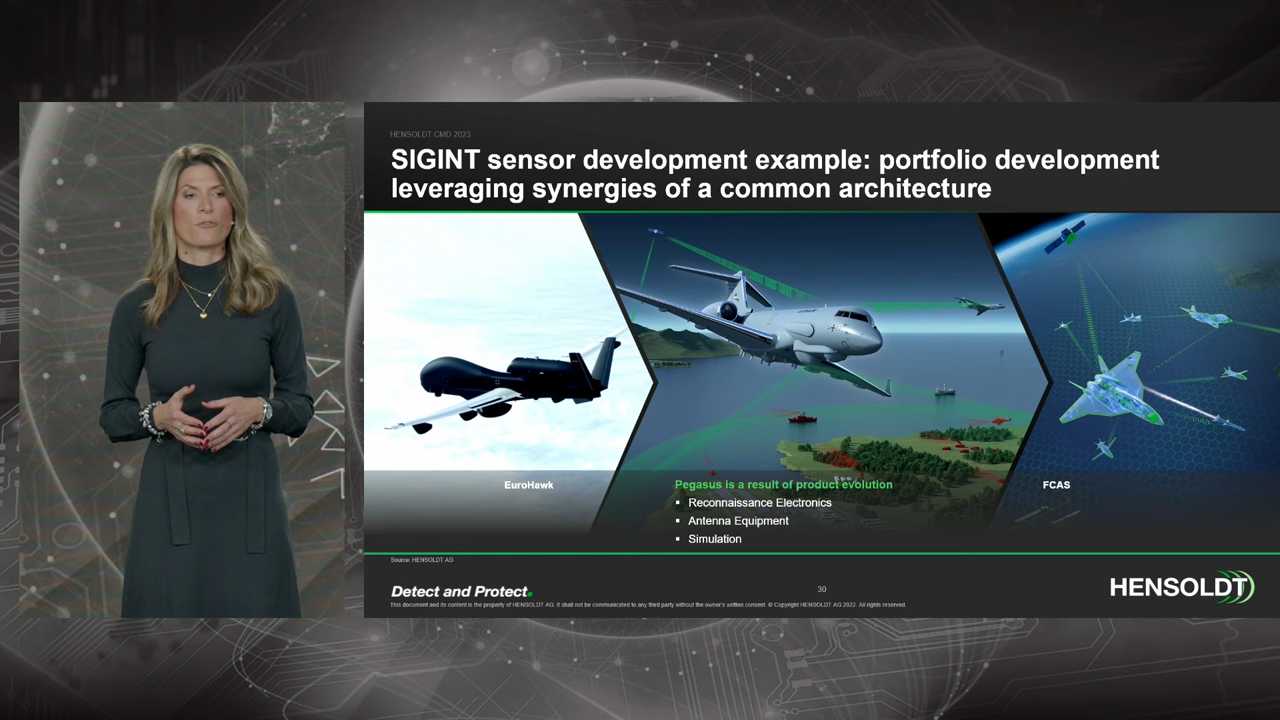 HENSOLDT CMD 2023
SIGINT sensor development example: portfolio development
leveraging synergies of a common architecture
EuroHawk
Pegasus is a result of product evolution
▪ Reconnaissance Electronics
▪ Antenna Equipment
▪ Simulation
FCAS
Source: HENSOLDT AG
Detect and Protect.
30
This document and its content is the property of HENSOLDT AG. It shall not be communicated to any third party without the owner's written consent. © Copyright HENSOLDT AG 2022. All rights reserved.
HENSOLDT